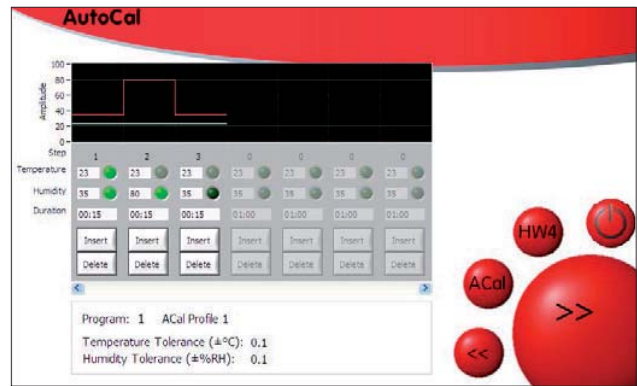 AutoCal
100
80
60
40
20
0
Amplitude
Step 1 2 3 0 0 0 0
Temperature 23 23 23 23 23 23 23
Humidity 35 80 35 35 35 35 35
Duration 00:15 00:15 00:15 01:00 01:00 01:00 01:00
Insert Insert Insert Insert Insert Insert Insert
Delete Delete Delete Delete Delete Delete Delete
HW4
ACal
>>
<<
Program: 1 ACal Profile 1
Temperature Tolerance (±°C): 0.1
Humidity Tolerance (±%RH): 0.1